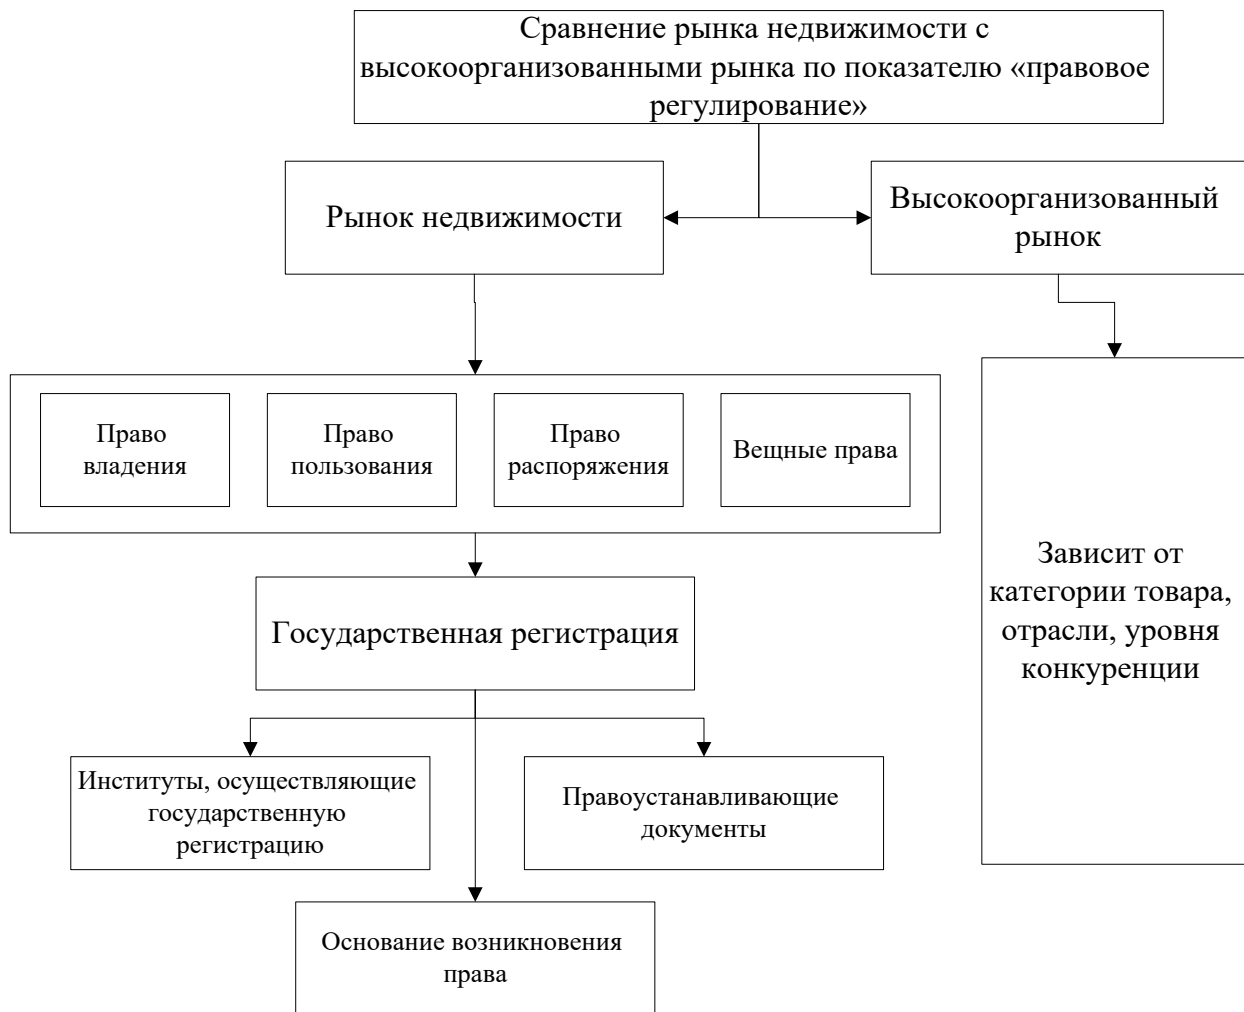 Сравнение рынка недвижимости с
высокоорганизованными рынка по показателю «правовое
регулирование»
Рынок недвижимости
Высокоорганизованный
рынок
Право
владения
Право
пользования
Право
распоряжения
Вещные права
Зависит от
категории товара,
отрасли, уровня
конкуренции
Государственная регистрация
Институты, осуществляющие
государственную
регистрацию
Правоустанавливающие
документы
Основание возникновения
права